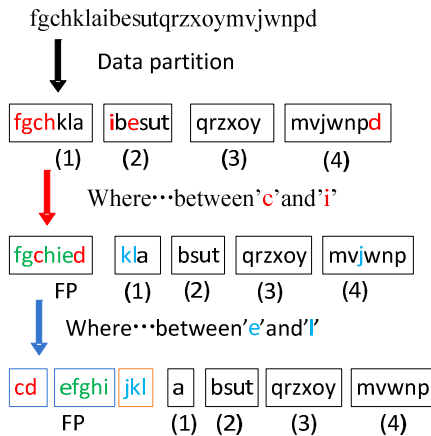 fgchklaibesutqrzxoymvjwnpd
Data partition
fgchkla ibesut qrzxoy mvjwnpd
(1) (2) (3) (4)
Where···between'c'and'i'
fgchied kla bsut qrzxoy mvjwnp
FP (1) (2) (3) (4)
Where···between'e'and'l'
cd efghi jkl a bsut qrzxoy mvwnp
FP (1) (2) (3) (4)